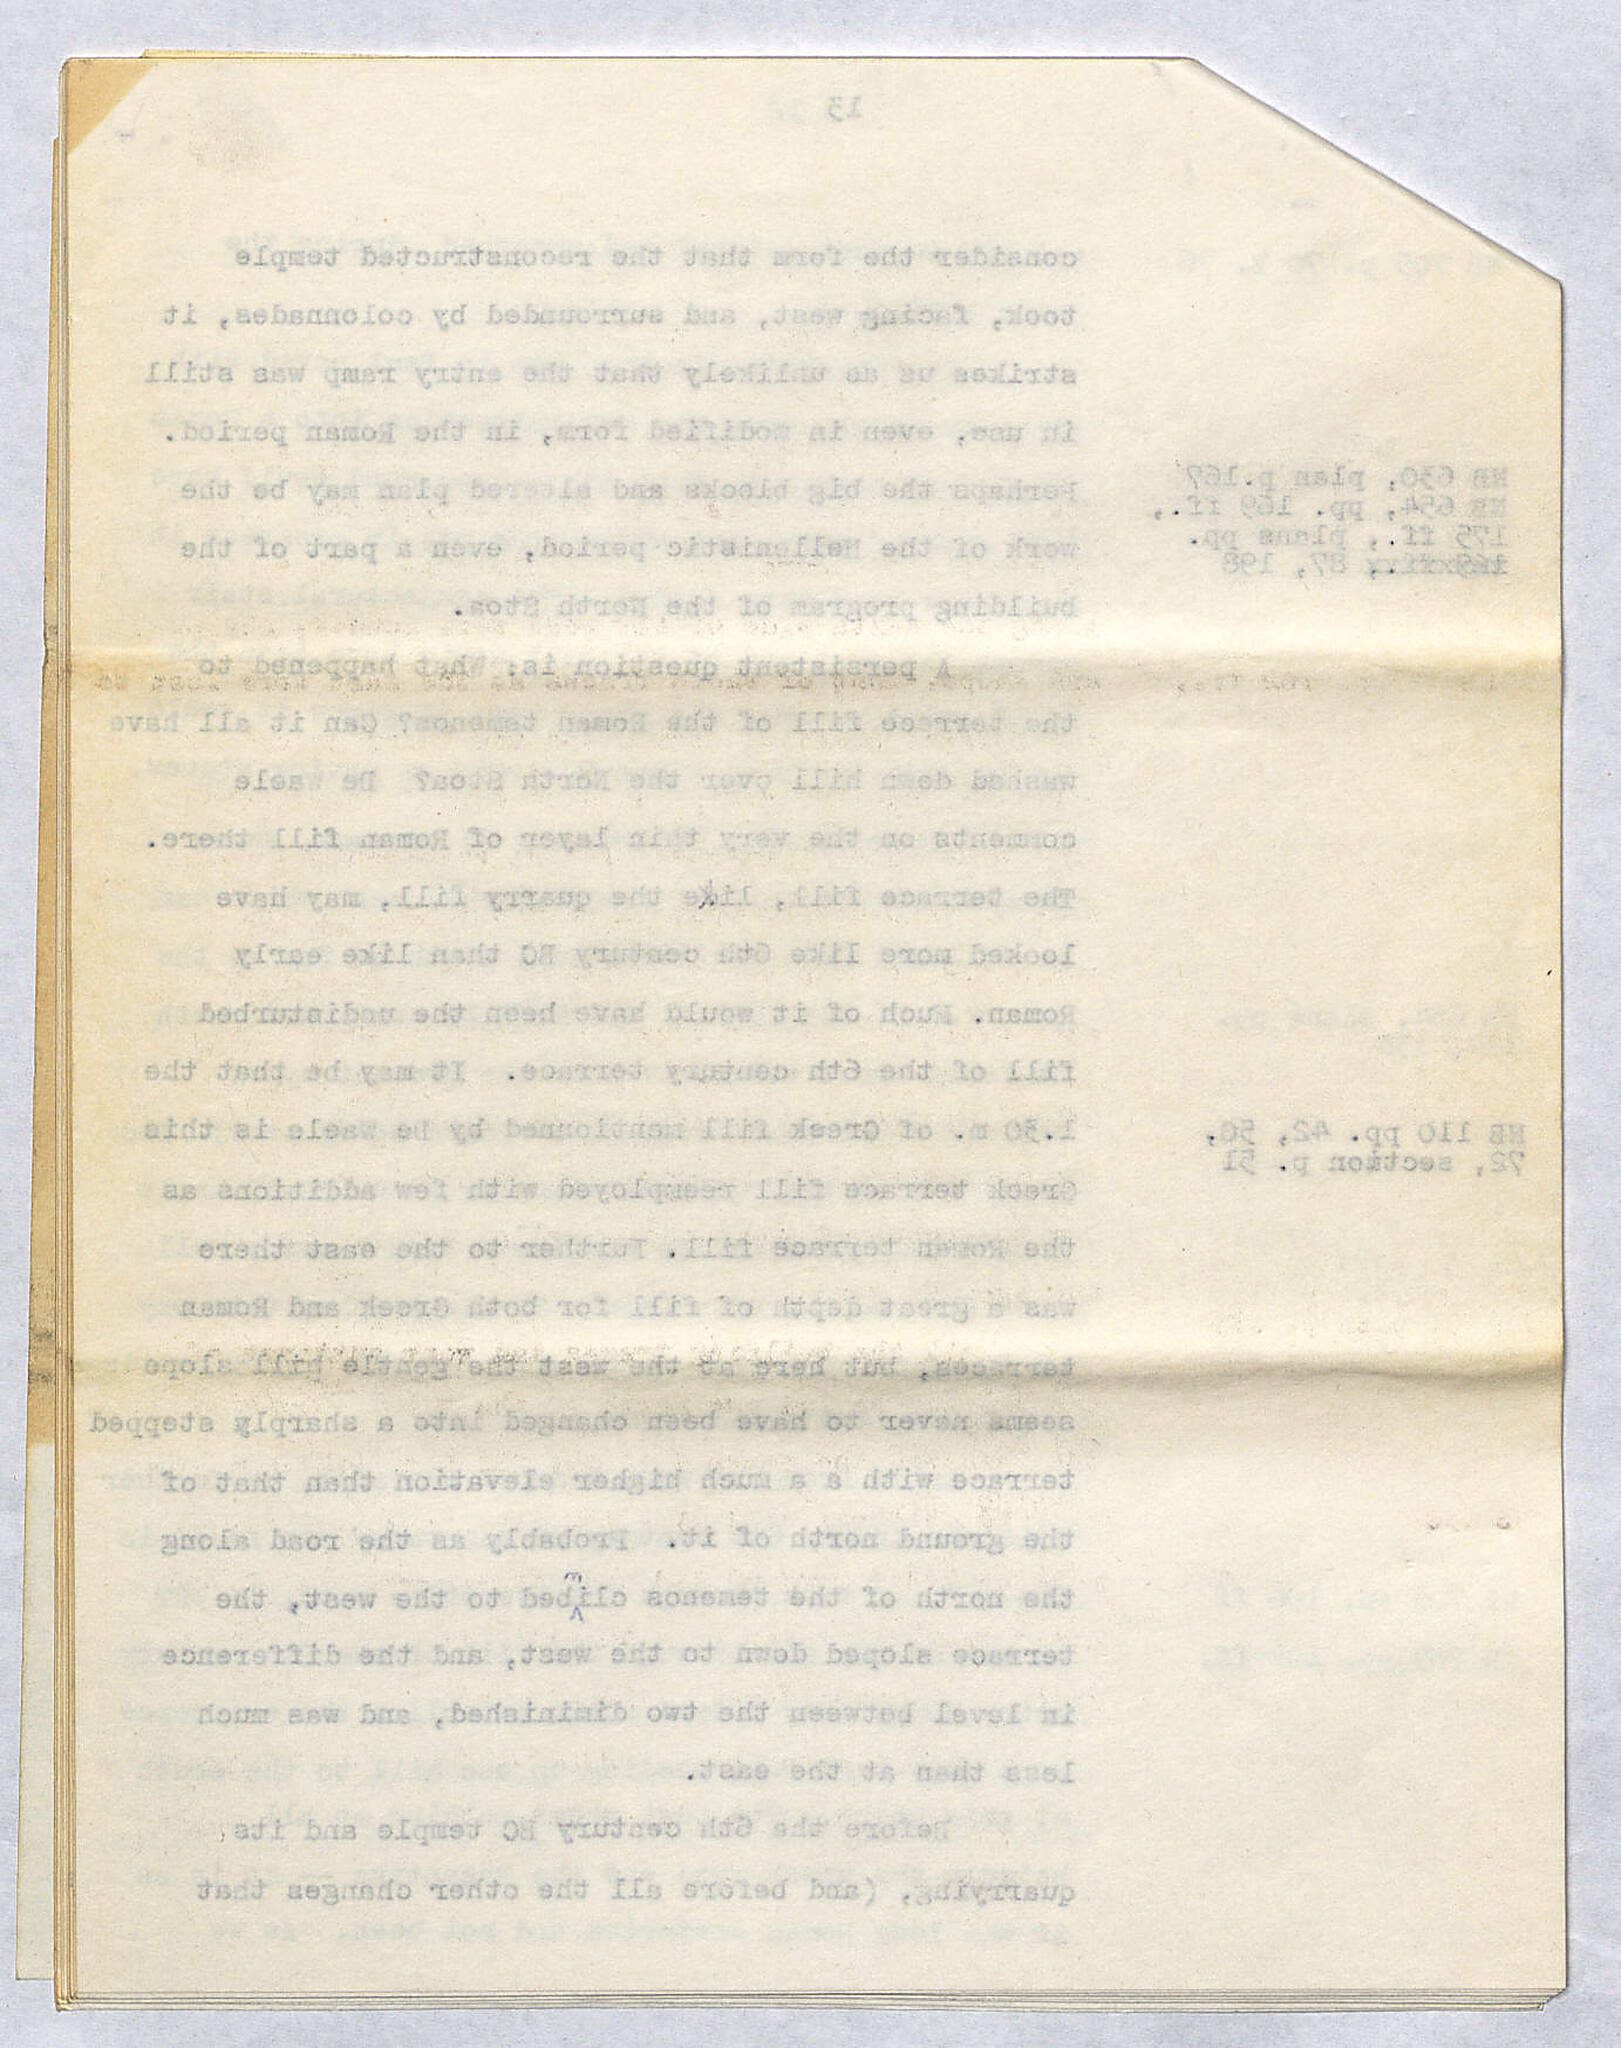 13
consider the form that the reconstructed temple
took, facing west, and surrounded by colonnades, it
strikes us as unlikely that the entry ramp was still
in use, even in modified form, in the Roman period.
Perhaps the big blocks and altered plan may be the
work of the Hellenistic period, even a part of the
building program of the North Stoa.
A persistent question is: What happened to
the terrace fill of the Roman temenos? Can it all have
washed down hill over the North Stoa? De Waele
comments on the very thin layer of Roman fill there.
The terrace fill, like the quarry fill, may have
looked more like 6th century BC than like early
Roman. Much of it would have been the undisturbed
fill of the 6th century terrace. It may be that the
1.30 m. of Greek fill mentionned by De Waele is this
Greek terrace fill reemployed with few additions as
the Roman terrace fill. Further to the east there
was a great depth of fill for both Greek and Roman
terraces, but here at the west the gentle hill slope
seems never to have been changed into a sharply stepped
terrace with a a much higher elevation than that of
the ground north of it. Probably as the road along
the north of the temenos climbed to the west, the
terrace sloped down to the west, and the difference
in level between the two diminished, and was much
less than at the east.
Before the 6th century BC temple and its
quarrying, (and before all the other changes that
NB 630, plan p.167
NB 654, pp. 169 ff.,
175 ff., plans pp.
87, 198
NB 110 pp. 42, 50,
72, section p. 51